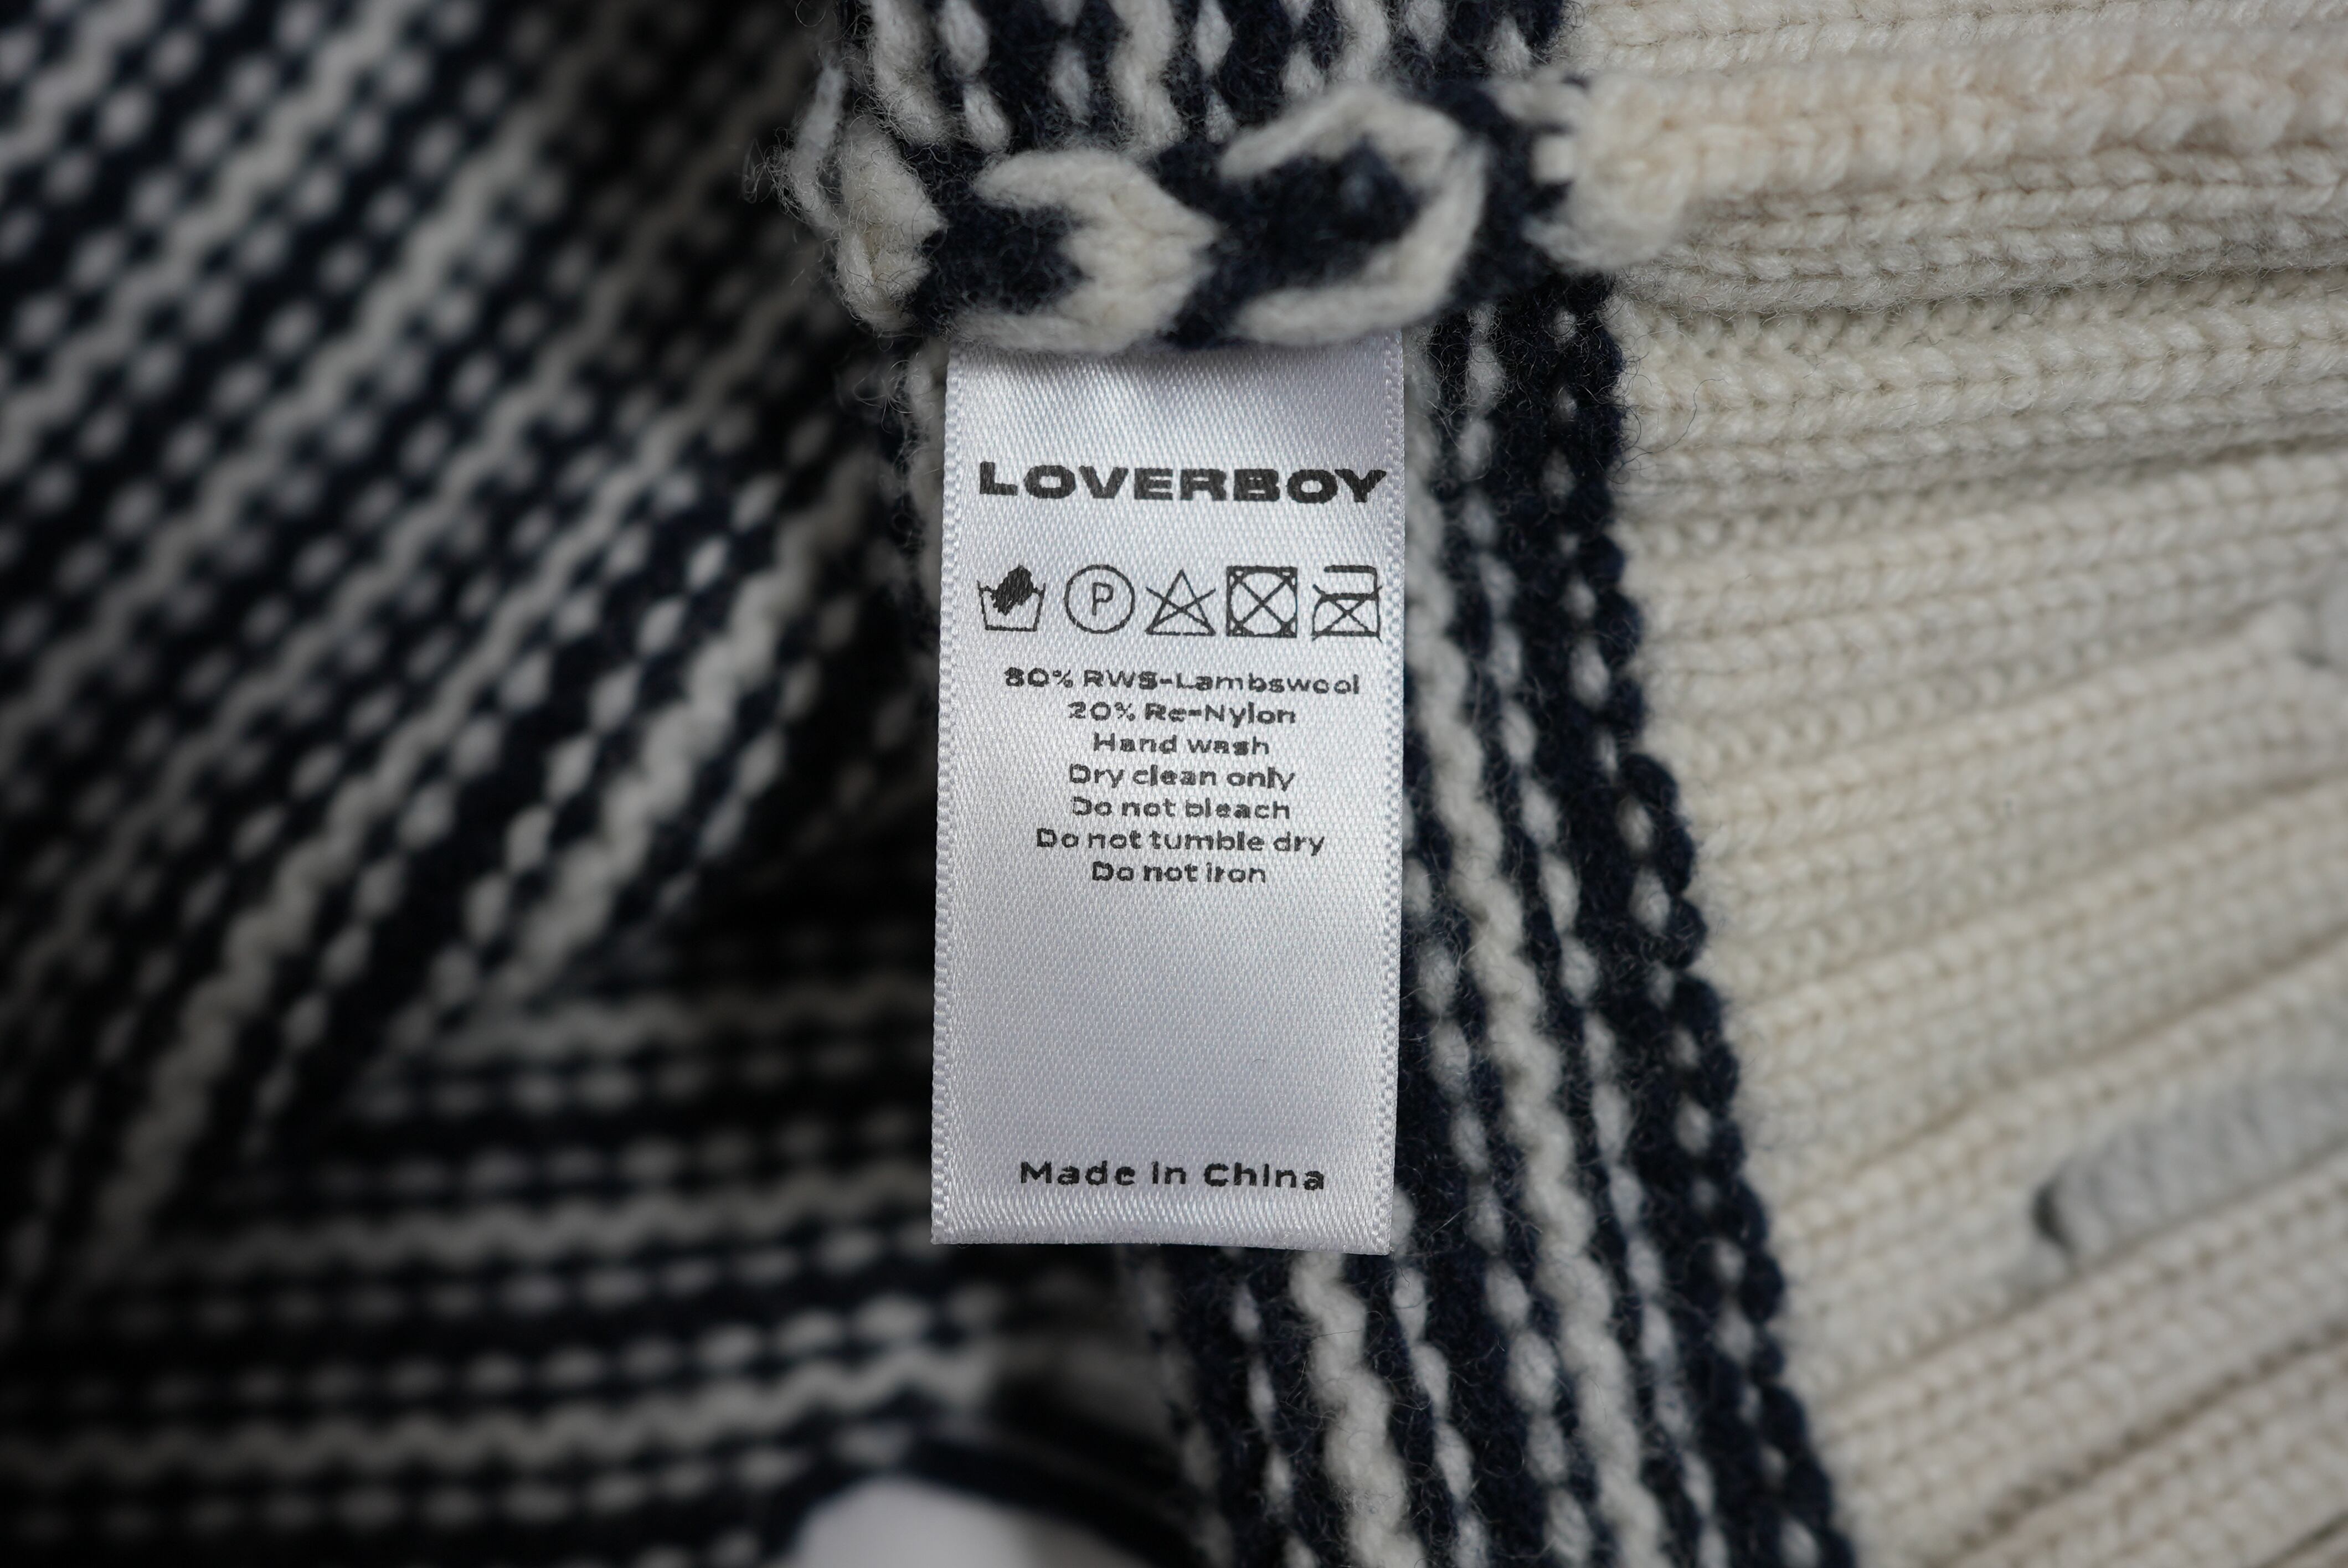 LOVERBOY
P
80% RWS-Lambswool
20% Re-Nylon
Hand wash
Dry clean only
Do not bleach
Do not tumble dry
Do not iron
Made in China